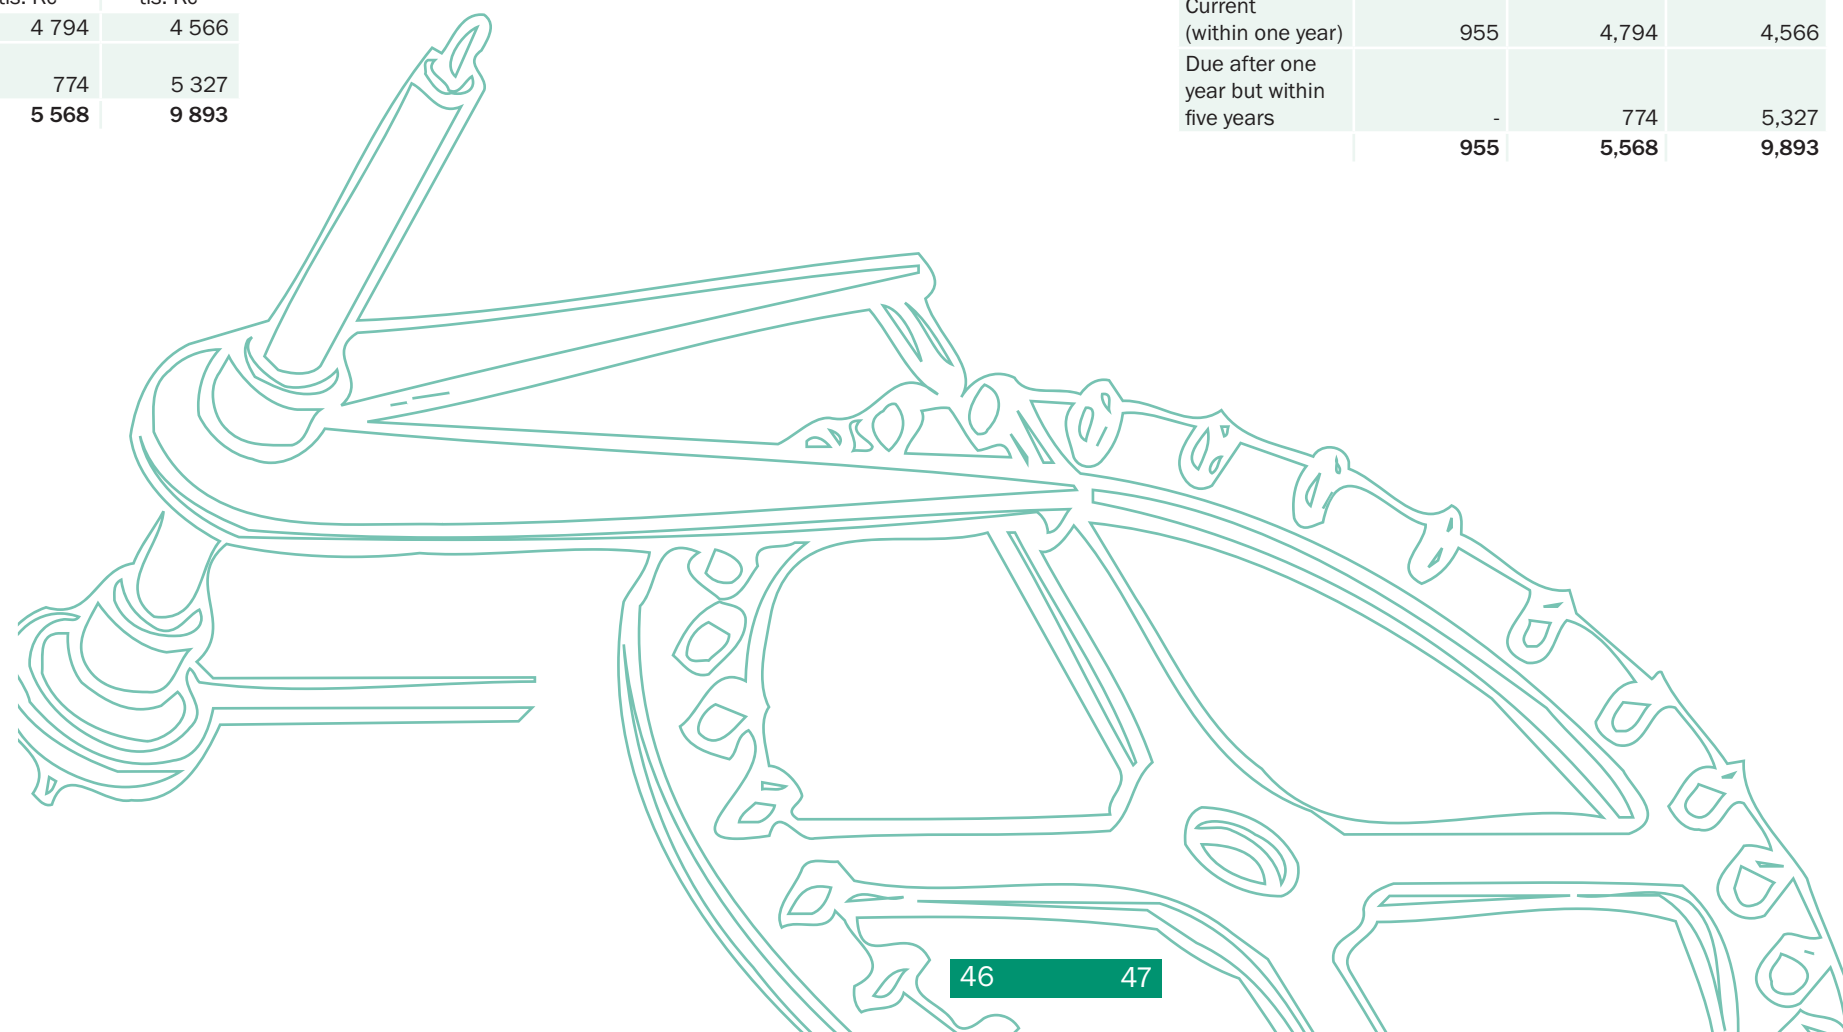 4 794 4 566
774 5 327
5 568 9 893
Current
(within one year) 955 4,794 4,566
Due after one
year but within
five years - 774 5,327
955 5,568 9,893
46 47